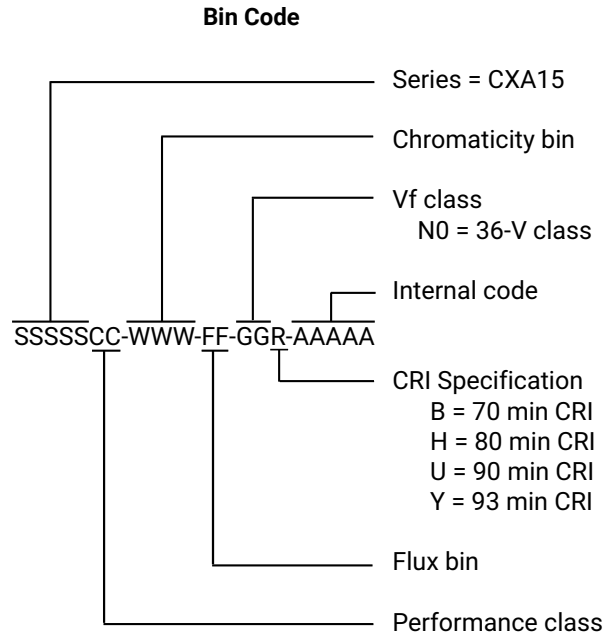 Bin Code
Series = CXA15
Chromaticity bin
Vf class
N0 = 36-V class
Internal code
SSSSSCC-WWW-FF-GGR-AAAAA
CRI Specification
B = 70 min CRI
H = 80 min CRI
U = 90 min CRI
Y = 93 min CRI
Flux bin
Performance class